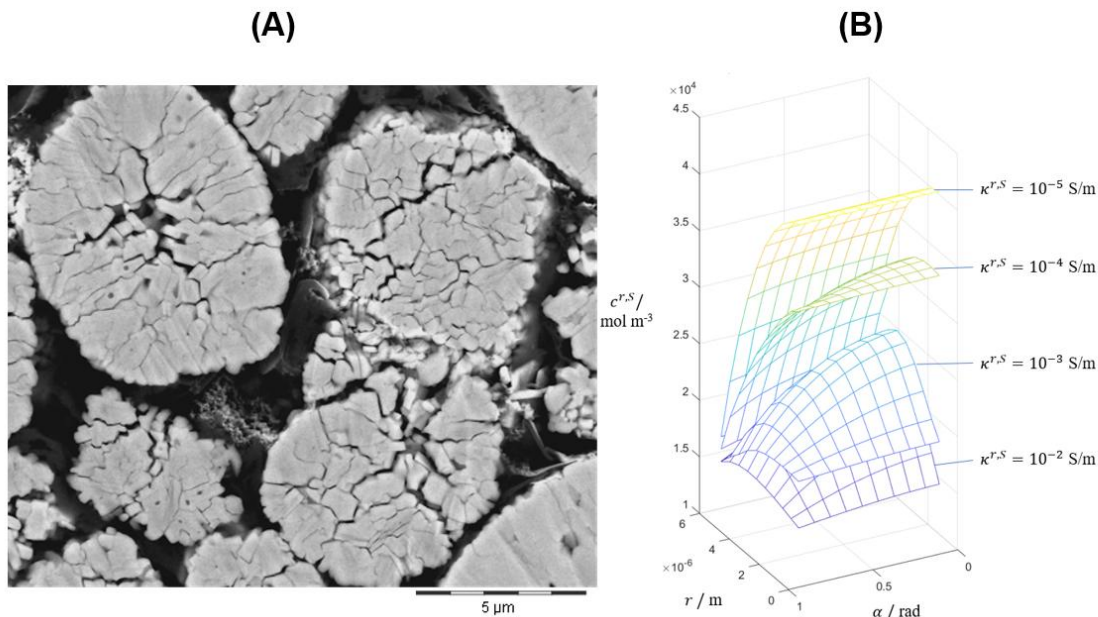 (A)
(B)
5 μm
×10⁴
4.5
4
3.5
3
2.5
2
1.5
1
c^{r,S}/
mol m⁻³
κ^{r,S} = 10⁻⁵ S/m
κ^{r,S} = 10⁻⁴ S/m
κ^{r,S} = 10⁻³ S/m
κ^{r,S} = 10⁻² S/m
6
4
2
0
×10⁻⁶
r / m
1
0.5
0
α / rad